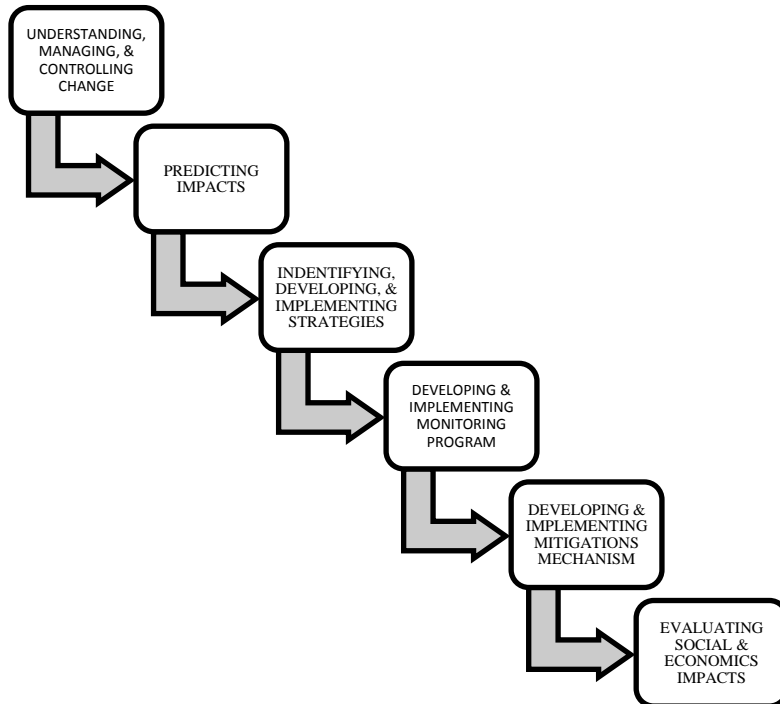 UNDERSTANDING,
MANAGING, &
CONTROLLING
CHANGE
PREDICTING
IMPACTS
INDENTIFYING,
DEVELOPING, &
IMPLEMENTING
STRATEGIES
DEVELOPING &
IMPLEMENTING
MONITORING
PROGRAM
DEVELOPING &
IMPLEMENTING
MITIGATIONS
MECHANISM
EVALUATING
SOCIAL &
ECONOMICS
IMPACTS